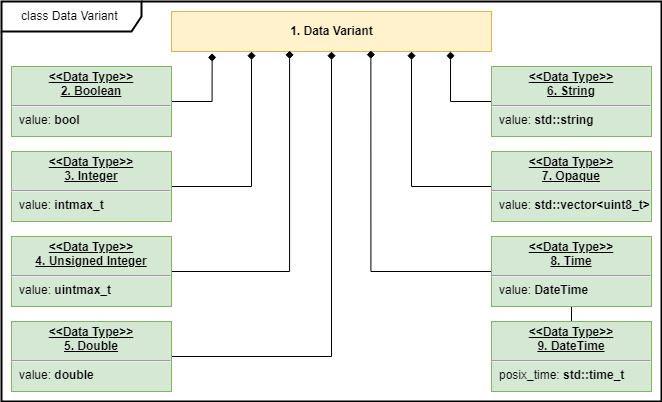 class Data Variant
1. Data Variant
<<Data Type>>
2. Boolean
value: bool
<<Data Type>>
3. Integer
value: intmax_t
<<Data Type>>
4. Unsigned Integer
value: uintmax_t
<<Data Type>>
5. Double
value: double
<<Data Type>>
6. String
value: std::string
<<Data Type>>
7. Opaque
value: std::vector<uint8_t>
<<Data Type>>
8. Time
value: DateTime
<<Data Type>>
9. DateTime
posix_time: std::time_t